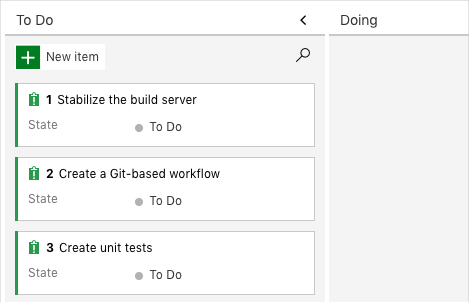 To Do
Doing
New item
1 Stabilize the build server
State To Do
2 Create a Git-based workflow
State To Do
3 Create unit tests
State To Do